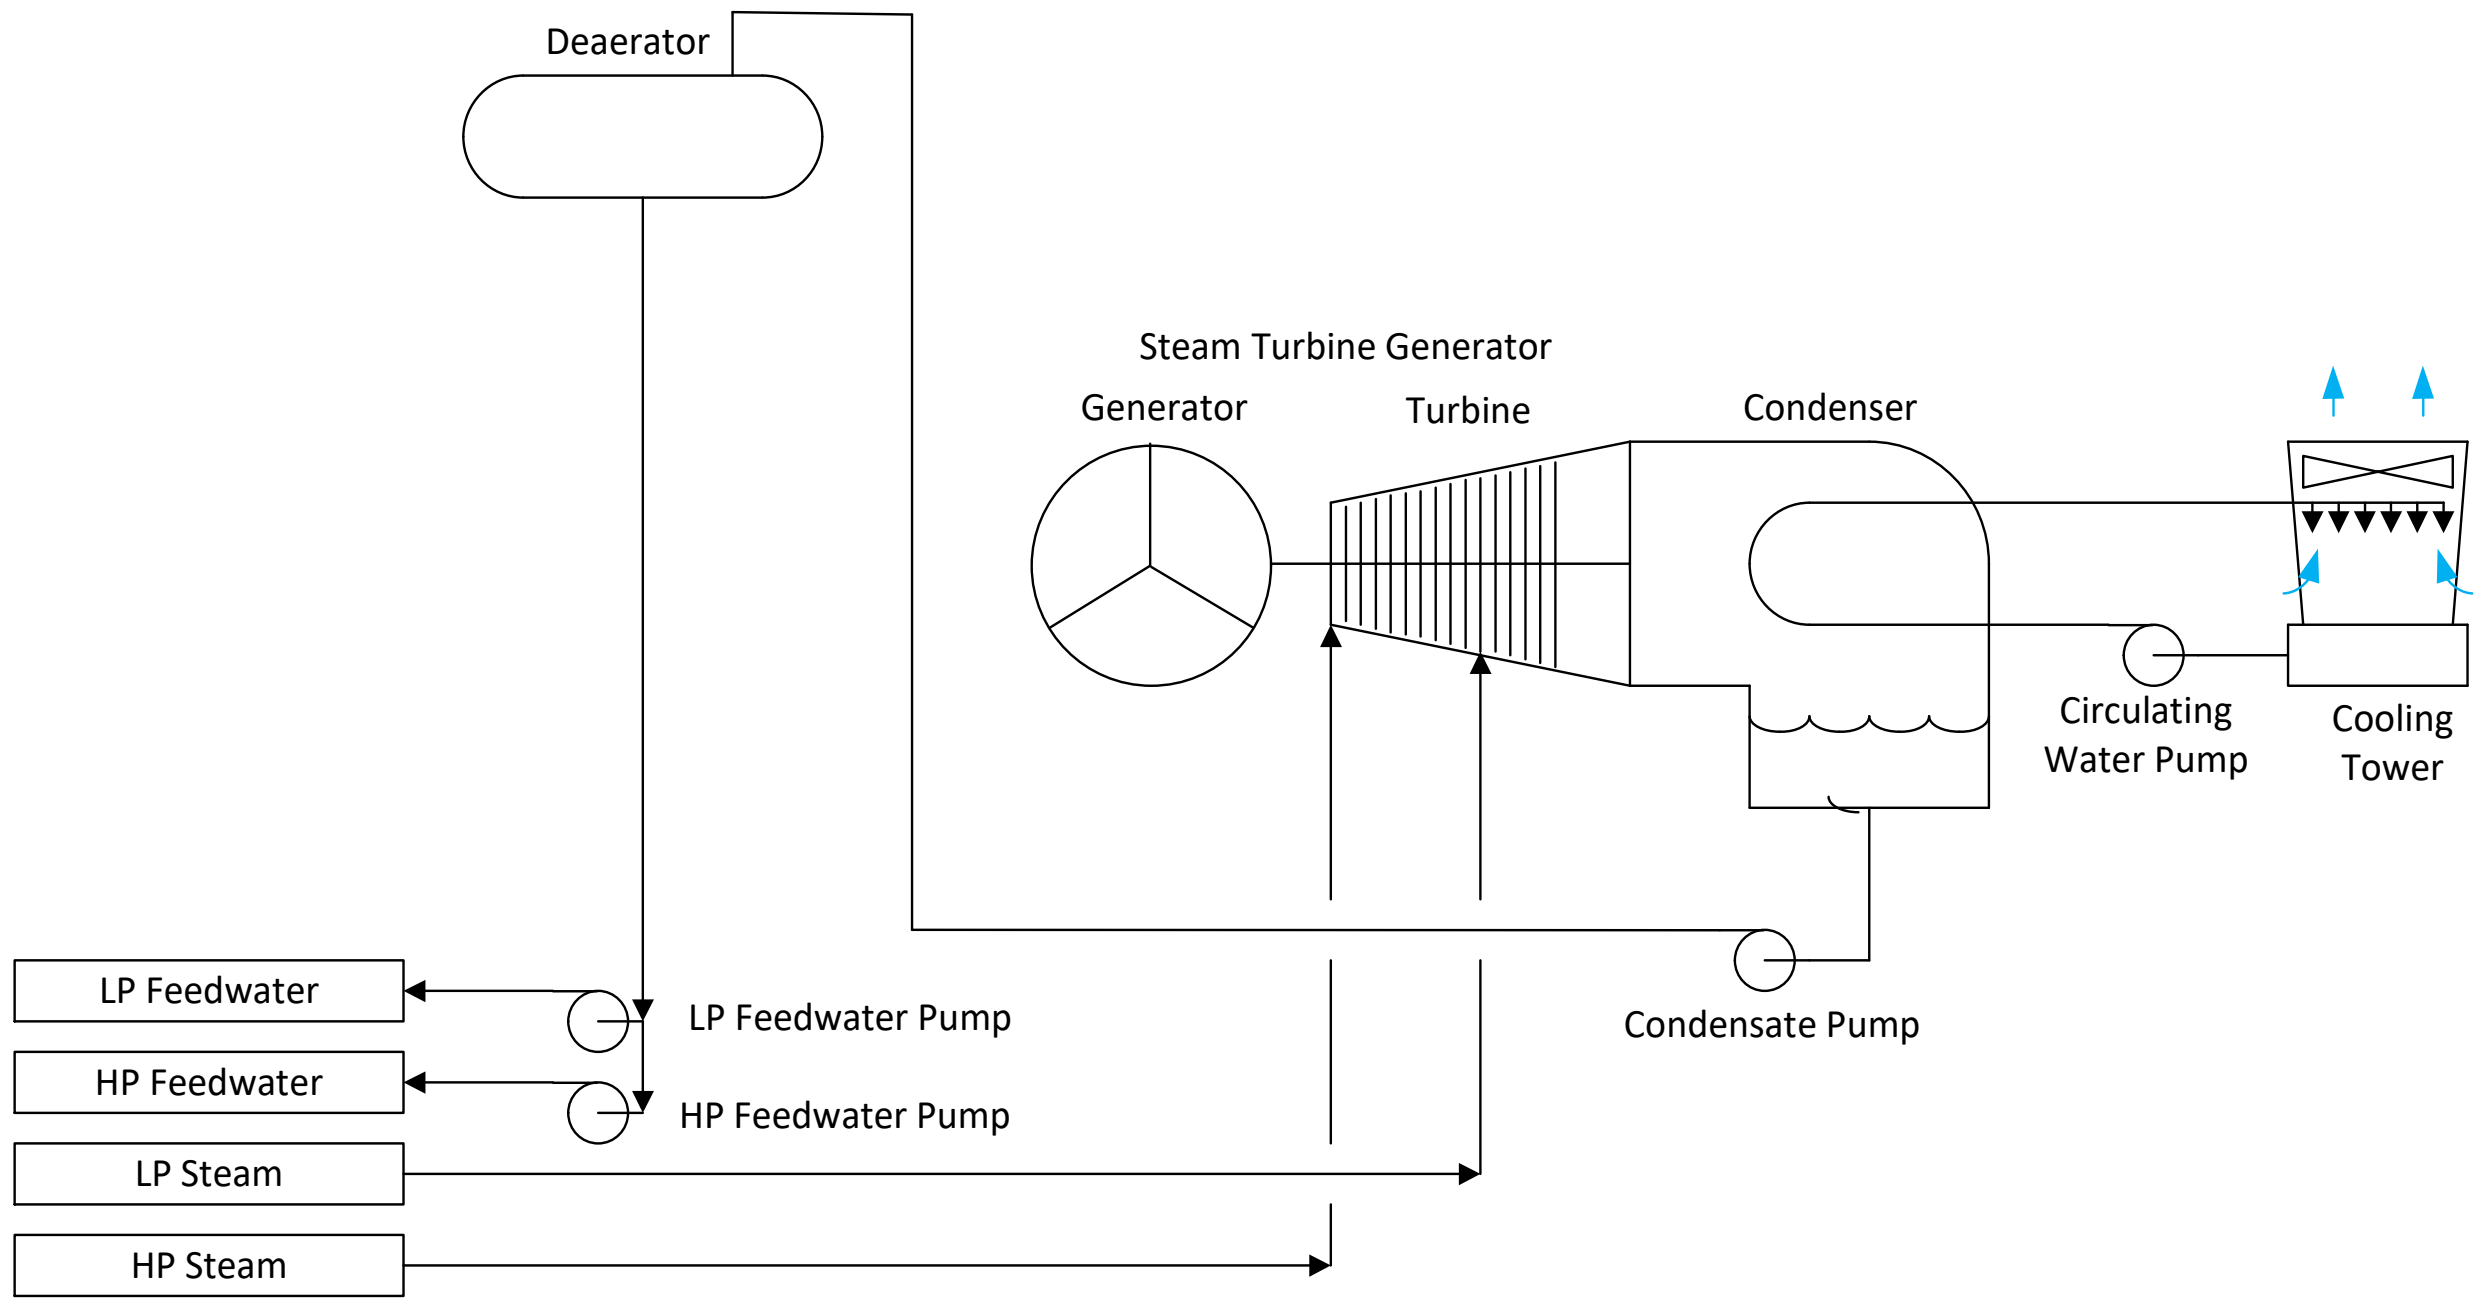 Deaerator
Steam Turbine Generator
Generator
Turbine
Condenser
Circulating
Water Pump
Cooling
Tower
LP Feedwater
LP Feedwater Pump
Condensate Pump
HP Feedwater
HP Feedwater Pump
LP Steam
HP Steam